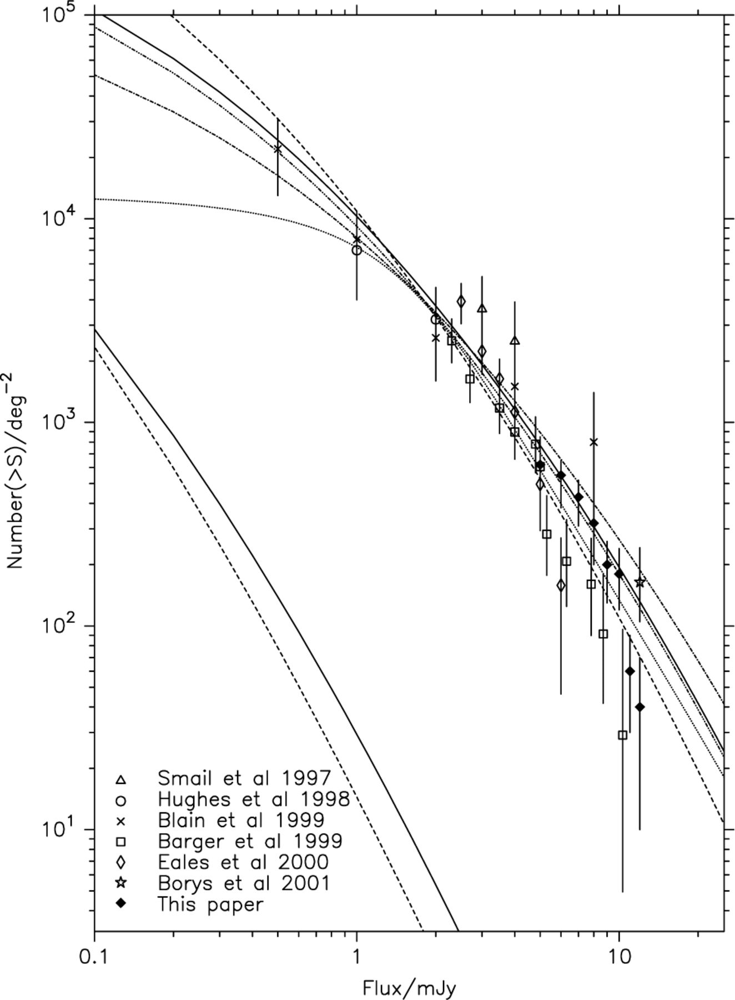 10^5
10^4
10^3
10^2
10^1
Number(>S)/deg^-2
Smail et al 1997
Hughes et al 1998
Blain et al 1999
Barger et al 1999
Eales et al 2000
Borys et al 2001
This paper
0.1 1 10
Flux/mJy